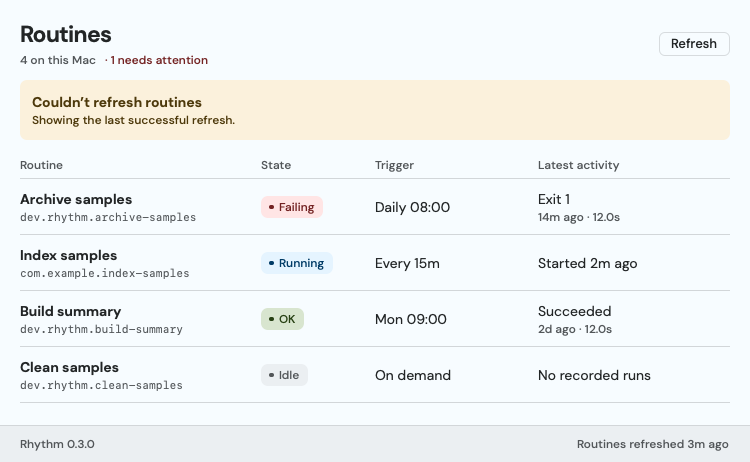 Routines
4 on this Mac · 1 needs attention
Refresh
Couldn’t refresh routines
Showing the last successful refresh.
Routine State Trigger Latest activity
Archive samples
dev.rhythm.archive-samples
Failing
Daily 08:00
Exit 1
14m ago · 12.0s
Index samples
com.example.index-samples
Running
Every 15m
Started 2m ago
Build summary
dev.rhythm.build-summary
OK
Mon 09:00
Succeeded
2d ago · 12.0s
Clean samples
dev.rhythm.clean-samples
Idle
On demand
No recorded runs
Rhythm 0.3.0
Routines refreshed 3m ago